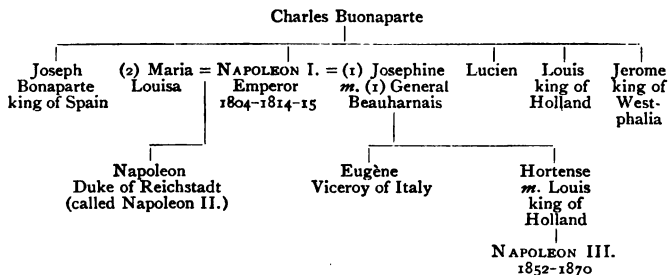 Charles Buonaparte
Joseph
Bonaparte
king of Spain
(2) Maria = NAPOLEON I. = (1) Josephine
Louisa
Emperor
1804-1814-15
m. (1) General
Beauharnais
Lucien
Louis
king of
Holland
Jerome
king of
West-
phalia
Napoleon
Duke of Reichstadt
(called Napoleon II.)
Eugène
Viceroy of Italy
Hortense
m. Louis
king of
Holland
NAPOLEON III.
1852-1870